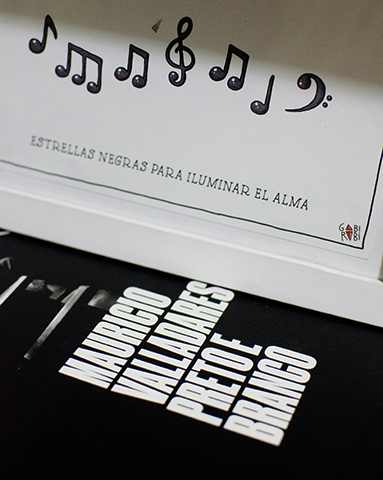 ESTRELLAS NEGRAS PARA ILUMINAR EL ALMA
MAURICIO
VALLADARES
PRETO E
BRANCO